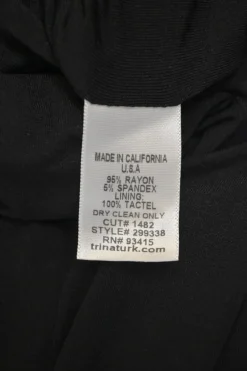 MADE IN CALIFORNIA
U.S.A
95% RAYON
5% SPANDEX
LINING:
100% TACTEL
DRY CLEAN ONLY
CUT# 1482
STYLE# 299338
RN# 93415
trinaturk.com